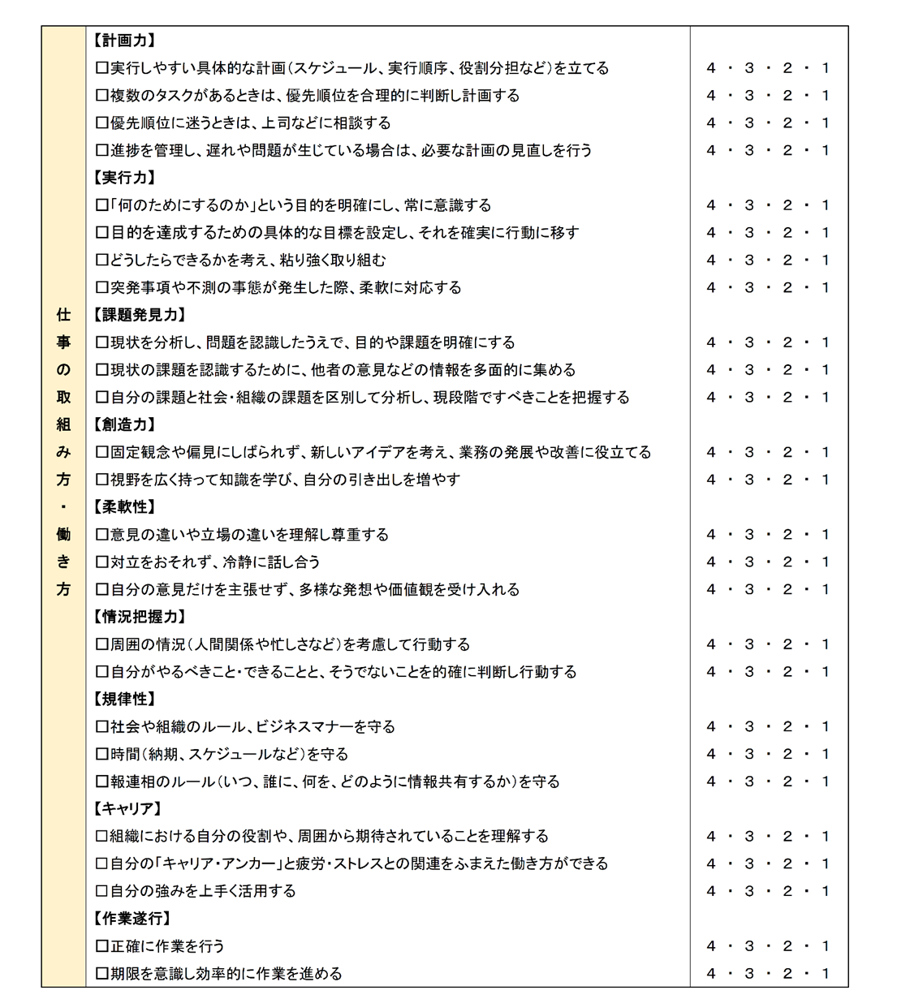 仕事の取組み方・働き方
【計画力】
□実行しやすい具体的な計画(スケジュール、実行順序、役割分担など)を立てる 4 ・ 3 ・ 2 ・ 1
□複数のタスクがあるときは、優先順位を合理的に判断し計画する 4 ・ 3 ・ 2 ・ 1
□優先順位に迷うときは、上司などに相談する 4 ・ 3 ・ 2 ・ 1
□進捗を管理し、遅れや問題が生じている場合は、必要な計画の見直しを行う 4 ・ 3 ・ 2 ・ 1
【実行力】
□「何のためにするのか」という目的を明確にし、常に意識する 4 ・ 3 ・ 2 ・ 1
□目的を達成するための具体的な目標を設定し、それを確実に行動に移す 4 ・ 3 ・ 2 ・ 1
□どうしたらできるかを考え、粘り強く取り組む 4 ・ 3 ・ 2 ・ 1
□突発事項や不測の事態が発生した際、柔軟に対応する 4 ・ 3 ・ 2 ・ 1
【課題発見力】
□現状を分析し、問題を認識したうえで、目的や課題を明確にする 4 ・ 3 ・ 2 ・ 1
□現状の課題を認識するために、他者の意見などの情報を多面的に集める 4 ・ 3 ・ 2 ・ 1
□自分の課題と社会・組織の課題を区別して分析し、現段階ですべきことを把握する 4 ・ 3 ・ 2 ・ 1
【創造力】
□固定観念や偏見にしばられず、新しいアイデアを考え、業務の発展や改善に役立てる 4 ・ 3 ・ 2 ・ 1
□視野を広く持って知識を学び、自分の引き出しを増やす 4 ・ 3 ・ 2 ・ 1
【柔軟性】
□意見の違いや立場の違いを理解し尊重する 4 ・ 3 ・ 2 ・ 1
□対立をおそれず、冷静に話し合う 4 ・ 3 ・ 2 ・ 1
□自分の意見だけを主張せず、多様な発想や価値観を受け入れる 4 ・ 3 ・ 2 ・ 1
【情況把握力】
□周囲の情況(人間関係や忙しさなど)を考慮して行動する 4 ・ 3 ・ 2 ・ 1
□自分がやるべきこと・できることと、そうでないことを的確に判断し行動する 4 ・ 3 ・ 2 ・ 1
【規律性】
□社会や組織のルール、ビジネスマナーを守る 4 ・ 3 ・ 2 ・ 1
□時間(納期、スケジュールなど)を守る 4 ・ 3 ・ 2 ・ 1
□報連相のルール(いつ、誰に、何を、どのように情報共有するか)を守る 4 ・ 3 ・ 2 ・ 1
【キャリア】
□組織における自分の役割や、周囲から期待されていることを理解する 4 ・ 3 ・ 2 ・ 1
□自分の「キャリア・アンカー」と疲労・ストレスとの関連をふまえた働き方ができる 4 ・ 3 ・ 2 ・ 1
□自分の強みを上手く活用する 4 ・ 3 ・ 2 ・ 1
【作業遂行】
□正確に作業を行う 4 ・ 3 ・ 2 ・ 1
□期限を意識し効率的に作業を進める 4 ・ 3 ・ 2 ・ 1